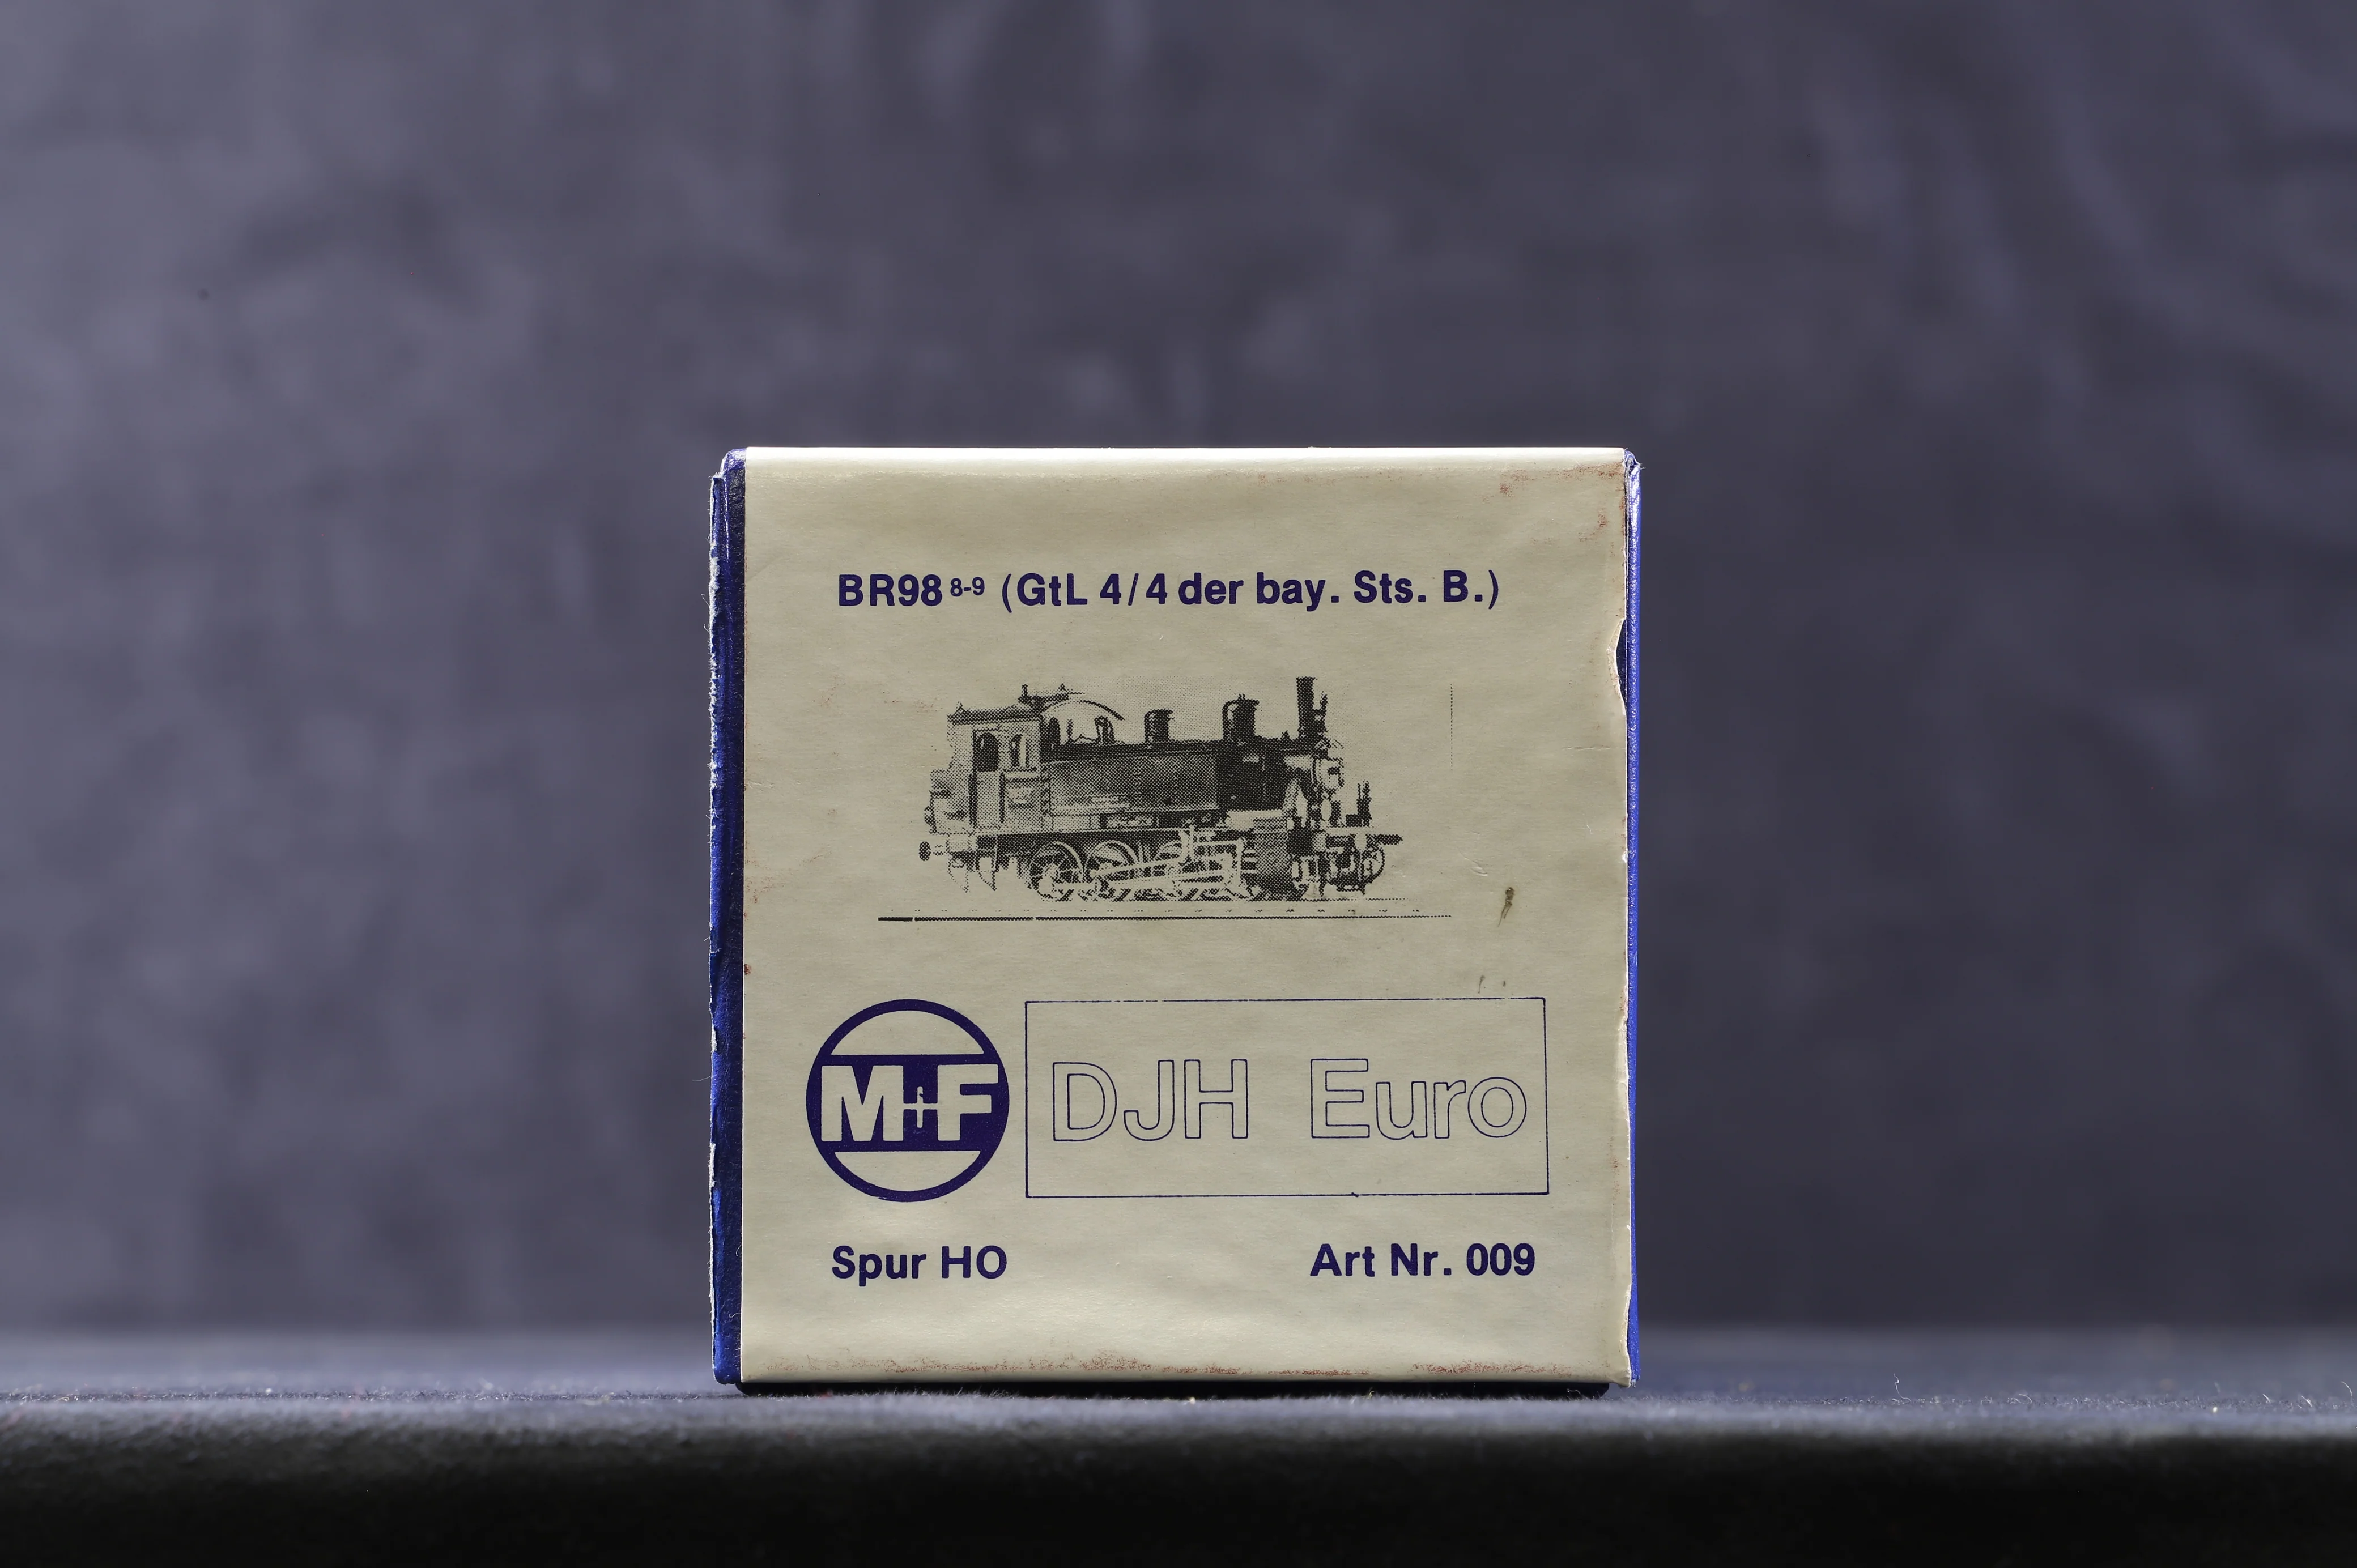 BR98 8-9 (GtL 4/4 der bay. Sts. B.)
M+F DJH Euro
Spur HO Art Nr. 009